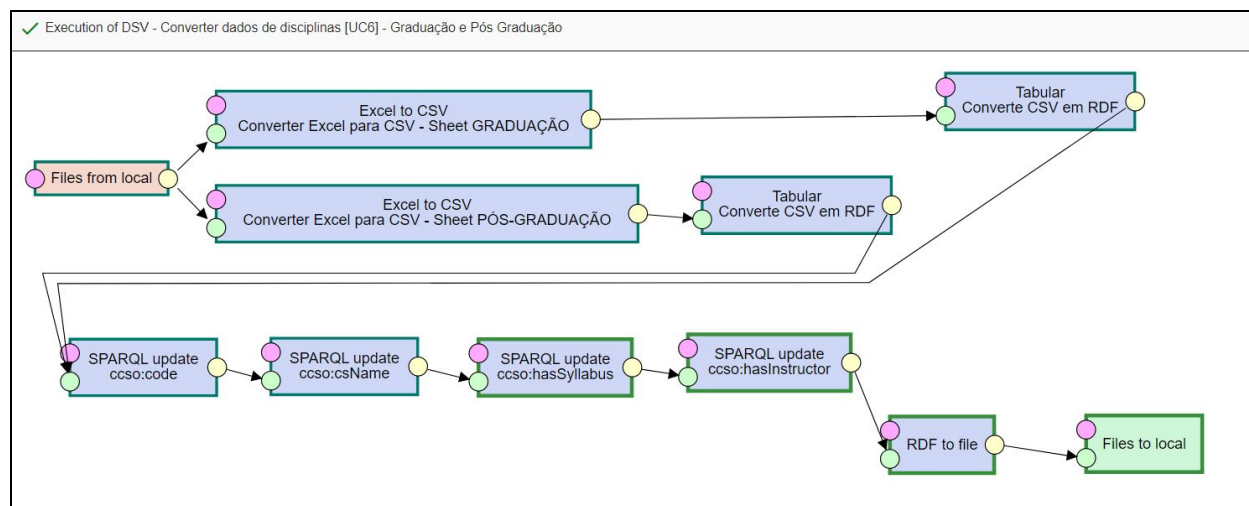 Execution of DSV - Converter dados de disciplinas [UC6] - Graduação e Pós Graduação
Excel to CSV
Converter Excel para CSV - Sheet GRADUAÇÃO
Tabular
Converte CSV em RDF
Files from local
Excel to CSV
Converter Excel para CSV - Sheet PÓS-GRADUAÇÃO
Tabular
Converte CSV em RDF
SPARQL update
ccso:code
SPARQL update
ccso:csName
SPARQL update
ccso:hasSyllabus
SPARQL update
ccso:hasInstructor
RDF to file
Files to local